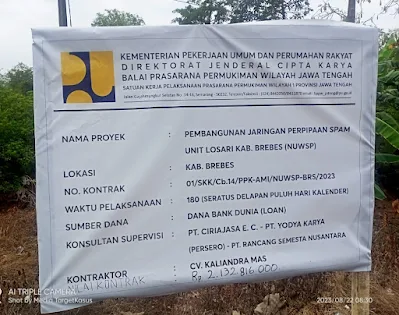 KEMENTERIAN PEKERJAAN UMUM DAN PERUMAHAN RAKYAT
DIREKTORAT JENDERAL CIPTA KARYA
BALAI PRASARANA PERMUKIMAN WILAYAH JAWA TENGAH
SATUAN KERJA PELAKSANAAN PRASARANA PERMUKIMAN WILAYAH I PROVINSI JAWA TENGAH
NAMA PROYEK : PEMBANGUNAN JARINGAN PERPIPAAN SPAM
UNIT LOSARI KAB. BREBES (NUWSP)
LOKASI : KAB. BREBES
NO. KONTRAK : 01/SKK/Cb.14/PPK-AMI/NUWSP-BRS/2023
WAKTU PELAKSANAAN : 180 (SERATUS DELAPAN PULUH HARI KALENDER)
SUMBER DANA : DANA BANK DUNIA (LOAN)
KONSULTAN SUPERVISI : PT. CIRIAJASA E. C. - PT. YODYA KARYA
(PERSERO) - PT. RANCANG SEMESTA NUSANTARA
KONTRAKTOR : CV. KALIANDRA MAS
NILAI KONTRAK Rp 2.132.816.000
AI TRIPLE CAMERA
Shot By Media TargetKasus
2023/08/22 08:30